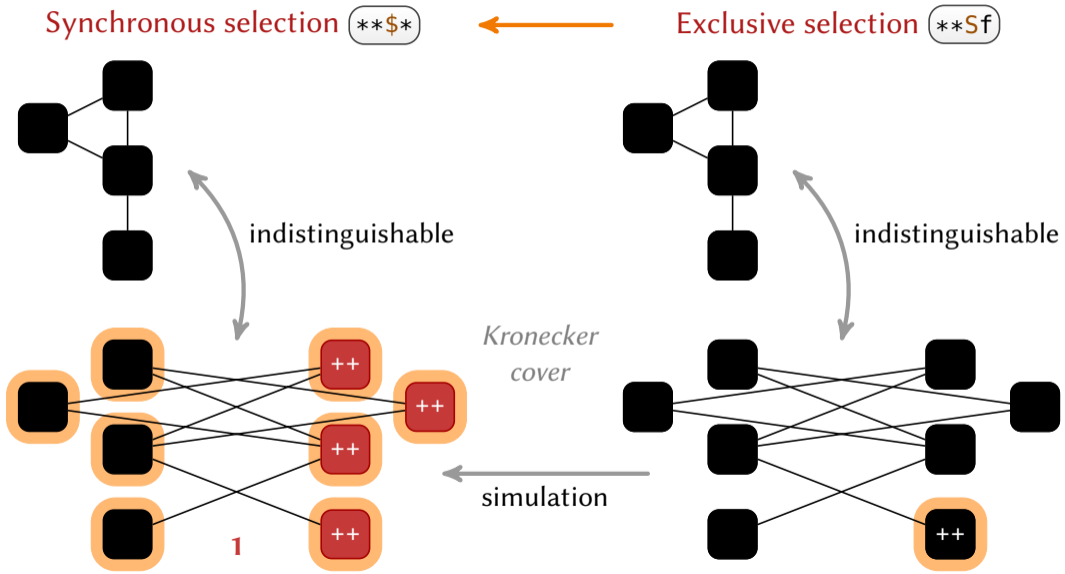 Synchronous selection **$*
Exclusive selection **Sf
indistinguishable
indistinguishable
Kronecker
cover
++
++
++
++
simulation
1
++